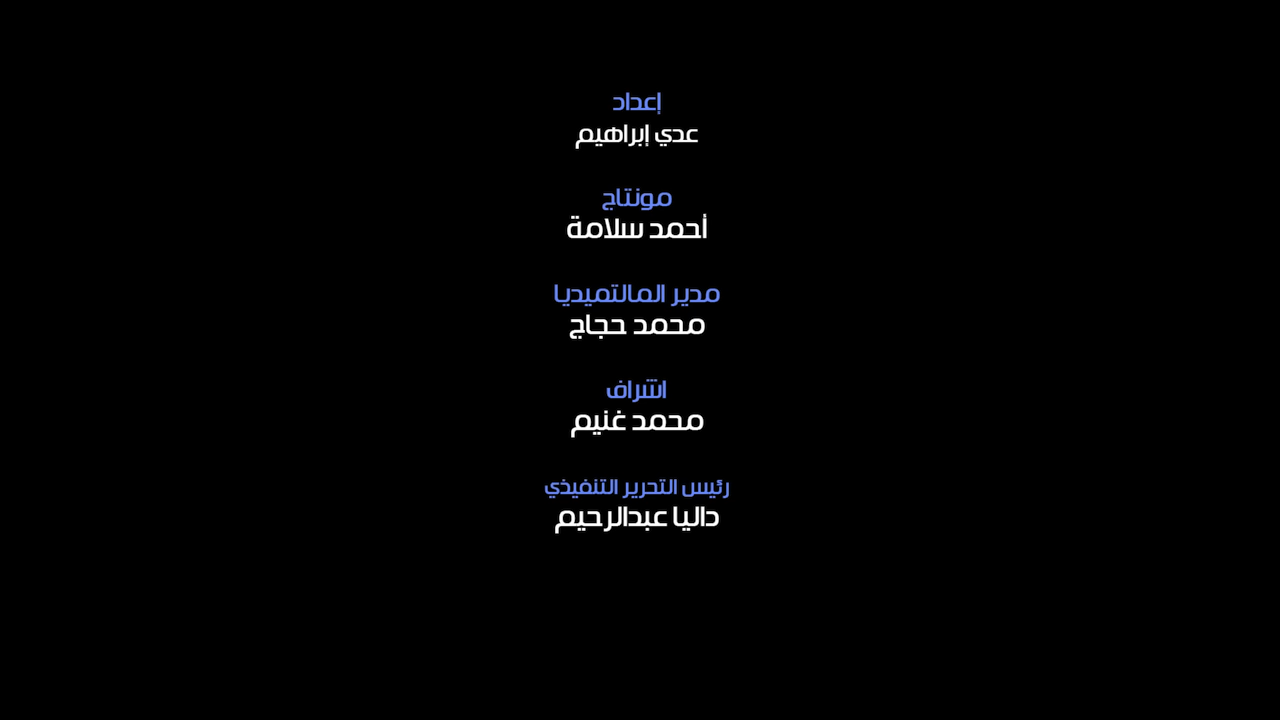 إعداد
عدي إبراهيم
مونتاج
أحمد سلامة
مدير المالتميديا
محمد حجاج
اشراف
محمد غنيم
رئيس التحرير التنفيذي
داليا عبدالرحيم